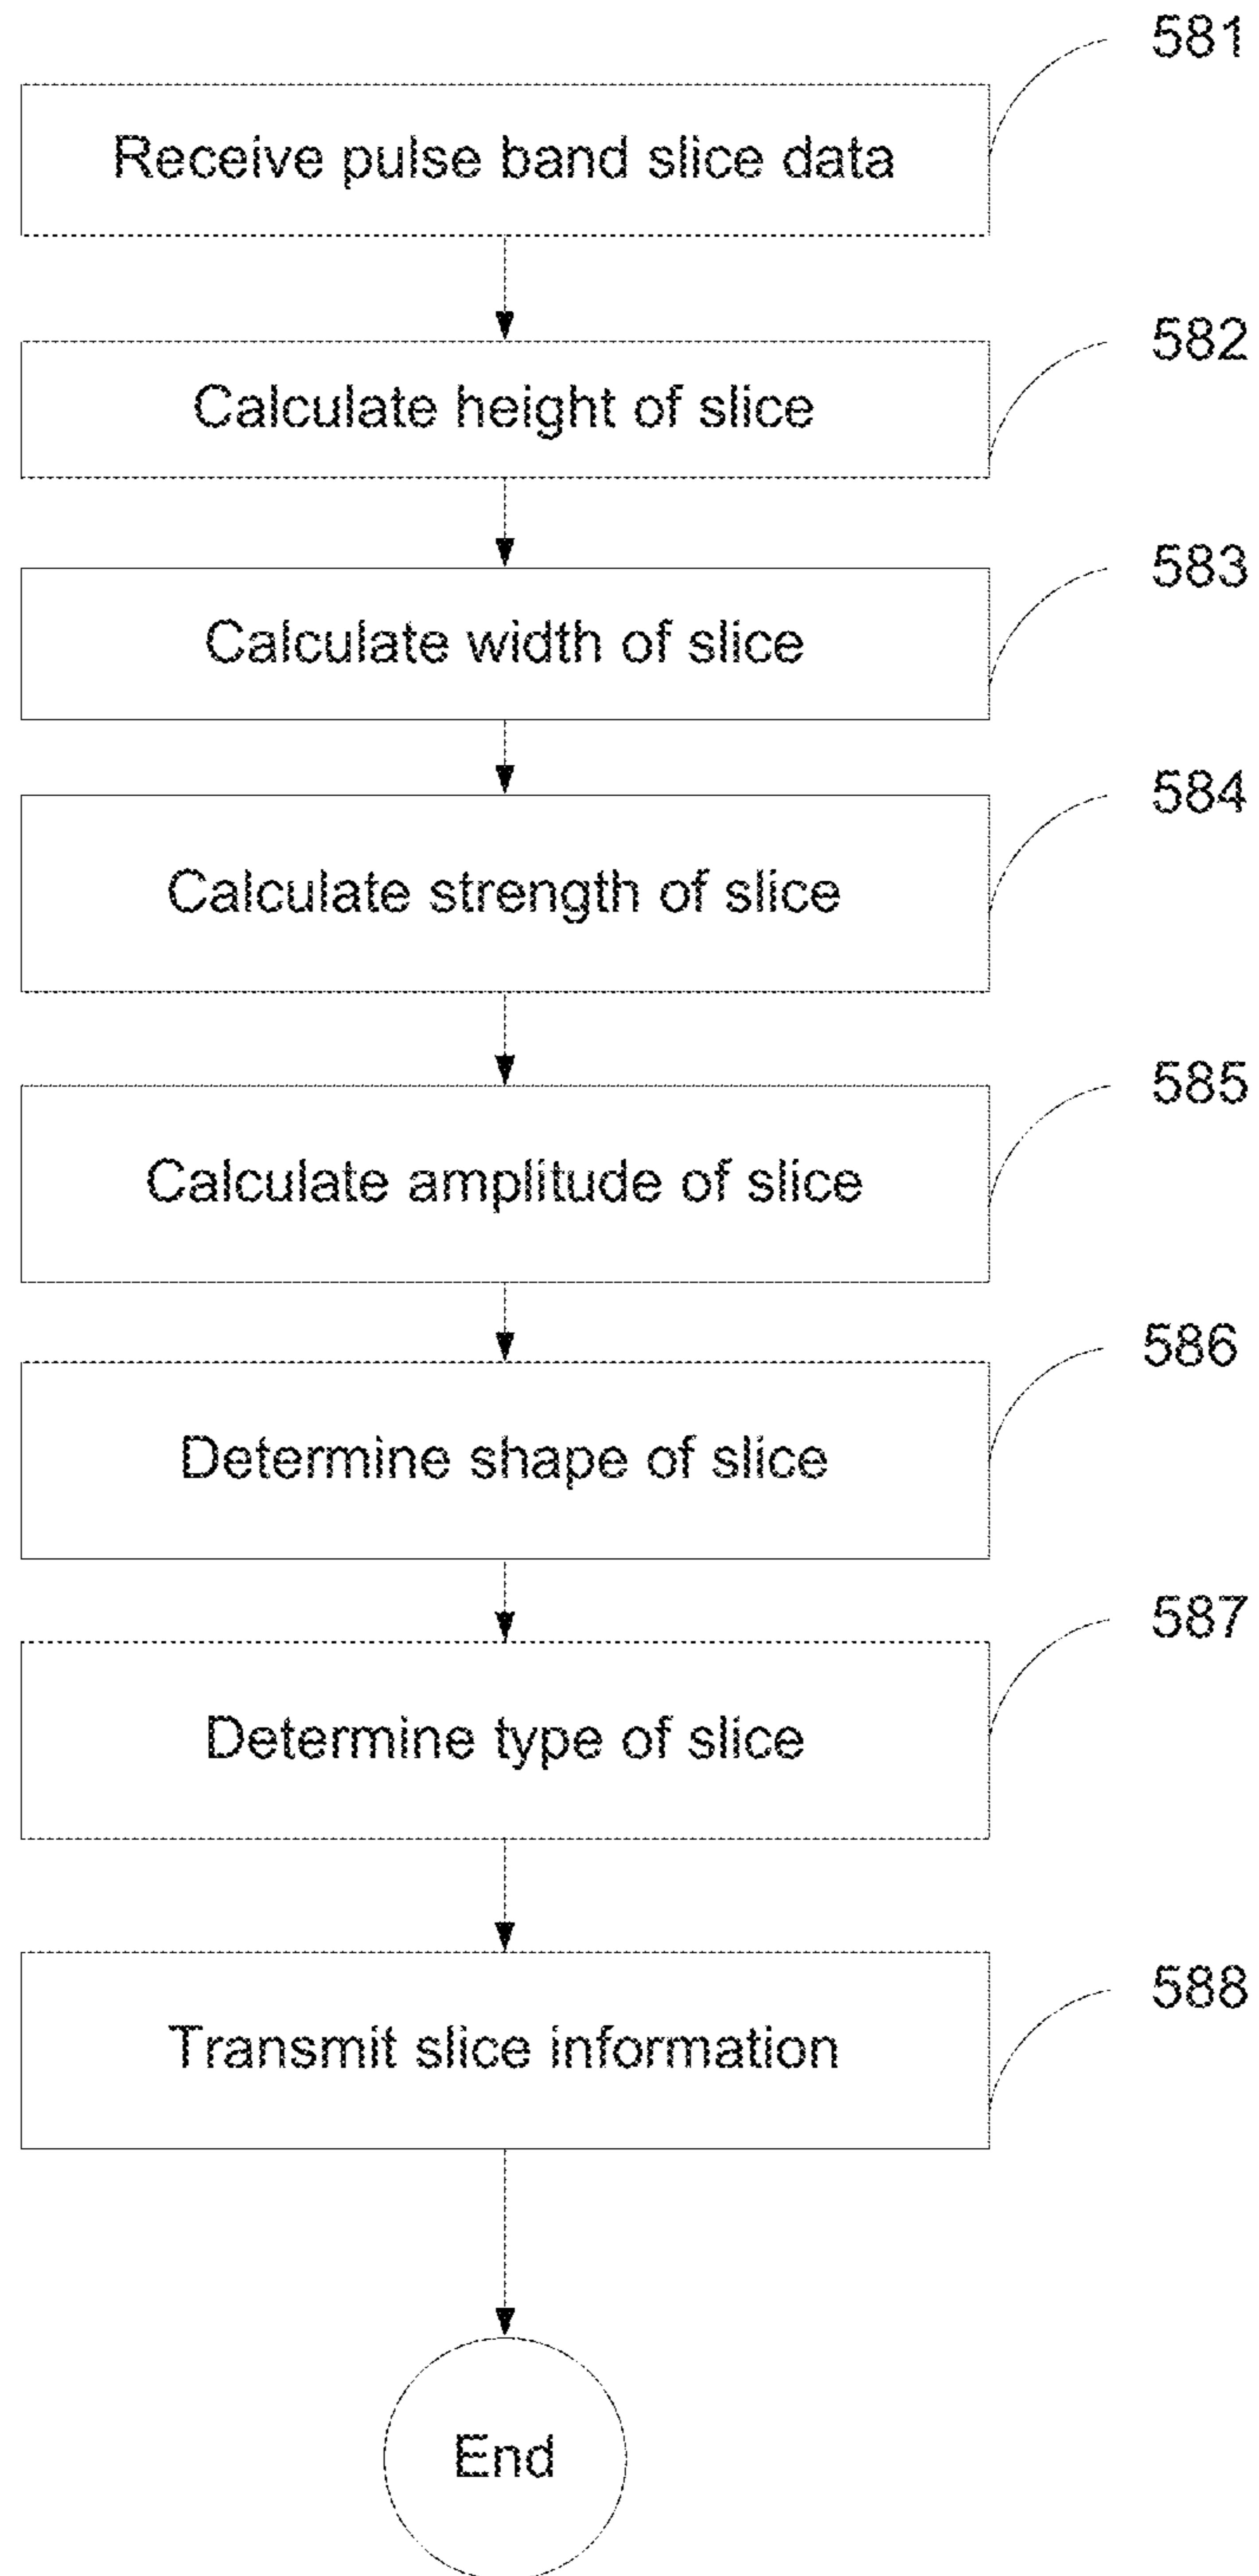 581
Receive pulse band slice data
582
Calculate height of slice
583
Calculate width of slice
584
Calculate strength of slice
585
Calculate amplitude of slice
586
Determine shape of slice
587
Determine type of slice
588
Transmit slice information
End